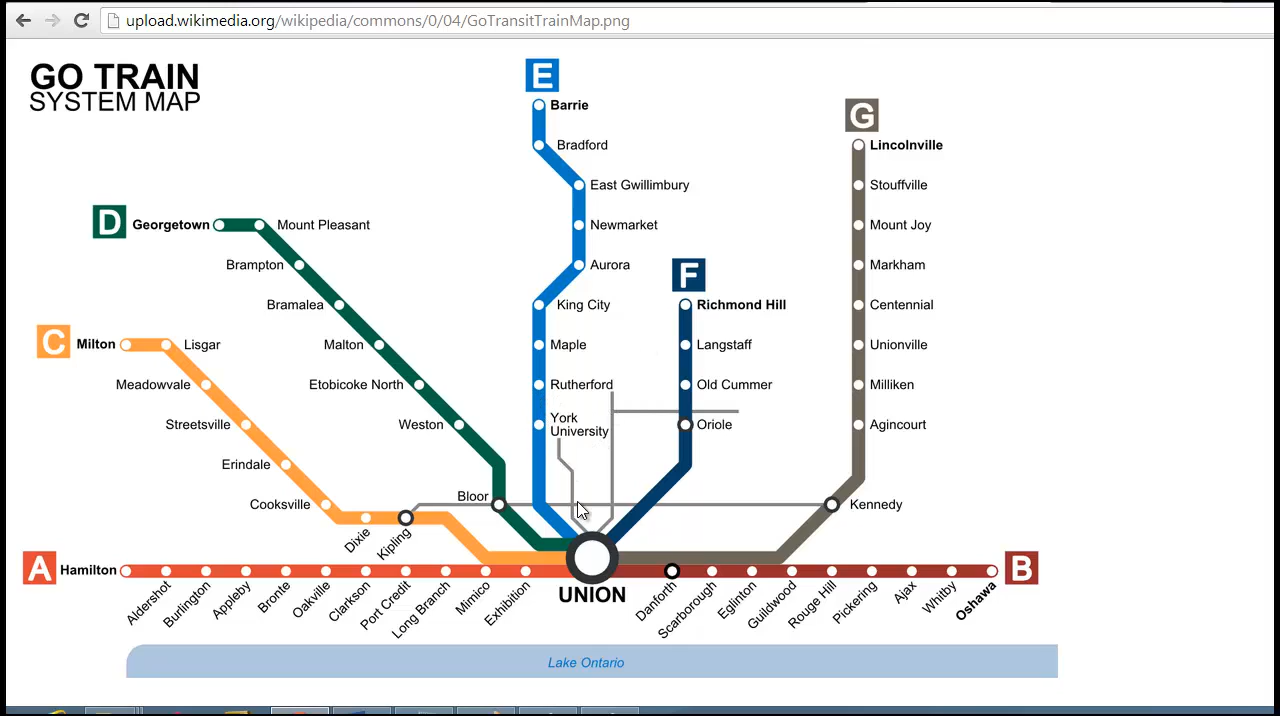 upload.wikimedia.org/wikipedia/commons/0/04/GoTransitTrainMap.png
GO TRAIN
SYSTEM MAP
E
Barrie
Bradford
East Gwillimbury
Newmarket
Aurora
King City
Maple
Rutherford
York
University
G
Lincolnville
Stouffville
Mount Joy
Markham
Centennial
Unionville
Milliken
Agincourt
Kennedy
D
Georgetown
Mount Pleasant
Brampton
Bramalea
Malton
Etobicoke North
Weston
Bloor
F
Richmond Hill
Langstaff
Old Cummer
Oriole
C
Milton
Lisgar
Meadowvale
Streetsville
Erindale
Cooksville
Dixie
Kipling
A
Hamilton
Aldershot
Burlington
Appleby
Bronte
Oakville
Clarkson
Port Credit
Long Branch
Mimico
Exhibition
UNION
Danforth
Scarborough
Eglinton
Guildwood
Rouge Hill
Pickering
Ajax
Whitby
Oshawa
B
Lake Ontario